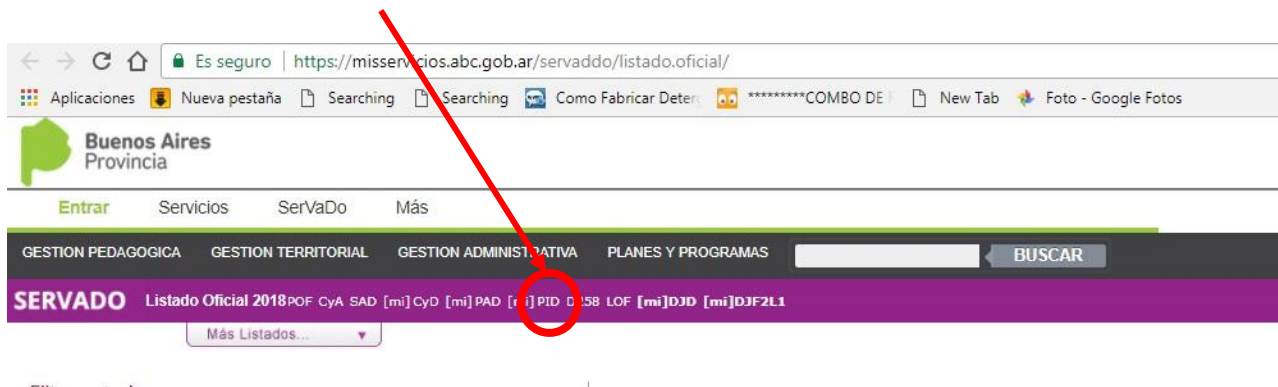 Es seguro | https://misservicios.abc.gob.ar/servaddo/listado.oficial/
Aplicaciones Nueva pestaña Searching Searching Como Fabricar Deter *********COMBO DE New Tab Foto - Google Fotos
Buenos Aires
Provincia
Entrar Servicios SerVaDo Más
GESTION PEDAGOGICA GESTION TERRITORIAL GESTION ADMINISTRATIVA PLANES Y PROGRAMAS BUSCAR
SERVADO Listado Oficial 2018 POF CyA SAD [mi] CyD [mi] PAD [mi] PID D258 LOF [mi]DJD [mi]DJF2L1
Más Listados...